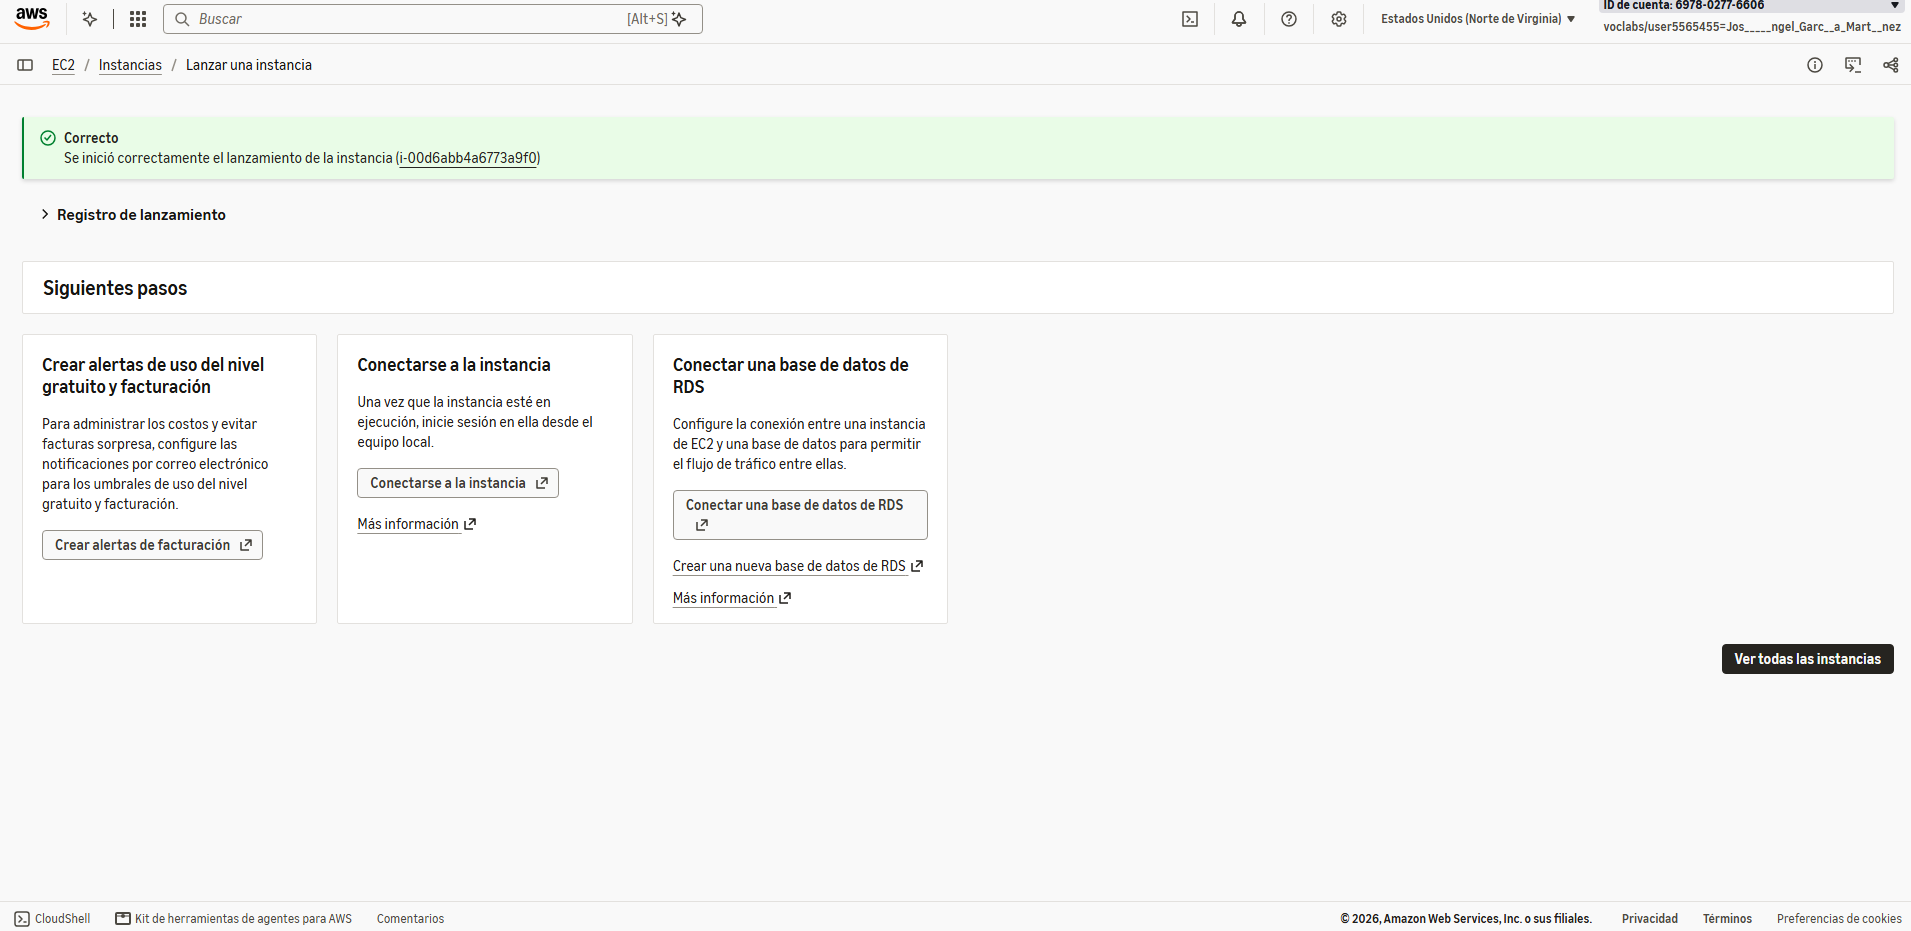 aws
Buscar
[Alt+S]
Estados Unidos (Norte de Virginia)
ID de cuenta: 6978-0277-6606
voclabs/user5565455=Jos_____ngel_Garc__a_Mart__nez
EC2 / Instancias / Lanzar una instancia
Correcto
Se inició correctamente el lanzamiento de la instancia (i-00d6abb4a6773a9f0)
Registro de lanzamiento
Siguientes pasos
Crear alertas de uso del nivel
gratuito y facturación
Para administrar los costos y evitar
facturas sorpresa, configure las
notificaciones por correo electrónico
para los umbrales de uso del nivel
gratuito y facturación.
Crear alertas de facturación
Conectarse a la instancia
Una vez que la instancia esté en
ejecución, inicie sesión en ella desde el
equipo local.
Conectarse a la instancia
Más información
Conectar una base de datos de
RDS
Configure la conexión entre una instancia
de EC2 y una base de datos para permitir
el flujo de tráfico entre ellas.
Conectar una base de datos de RDS
Crear una nueva base de datos de RDS
Más información
Ver todas las instancias
CloudShell
Kit de herramientas de agentes para AWS
Comentarios
© 2026, Amazon Web Services, Inc. o sus filiales.
Privacidad
Términos
Preferencias de cookies